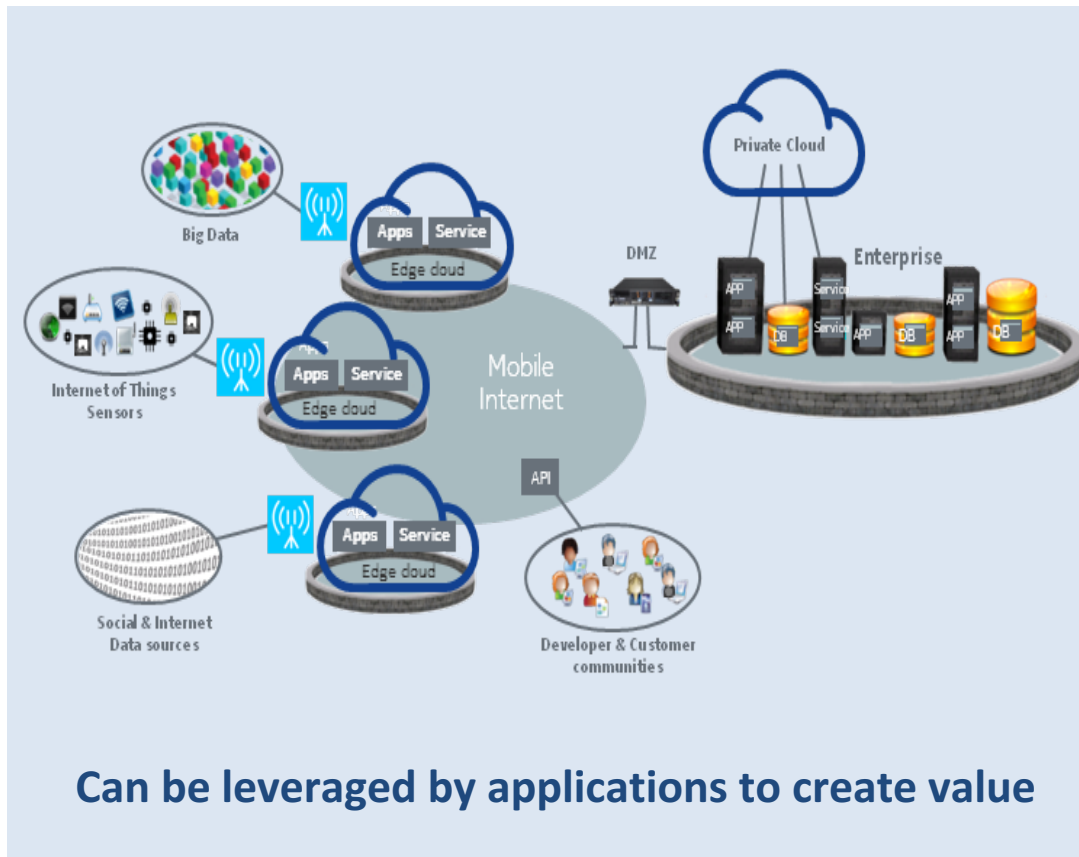 Private Cloud
Big Data
Apps
Service
Edge cloud
DMZ
Enterprise
APP
APP
DB
Service
Service
APP
DB
APP
APP
DB
Internet of Things
Sensors
Apps
Service
Edge cloud
Mobile
Internet
API
Apps
Service
Edge cloud
Social & Internet
Data sources
Developer & Customer
communities
Can be leveraged by applications to create value